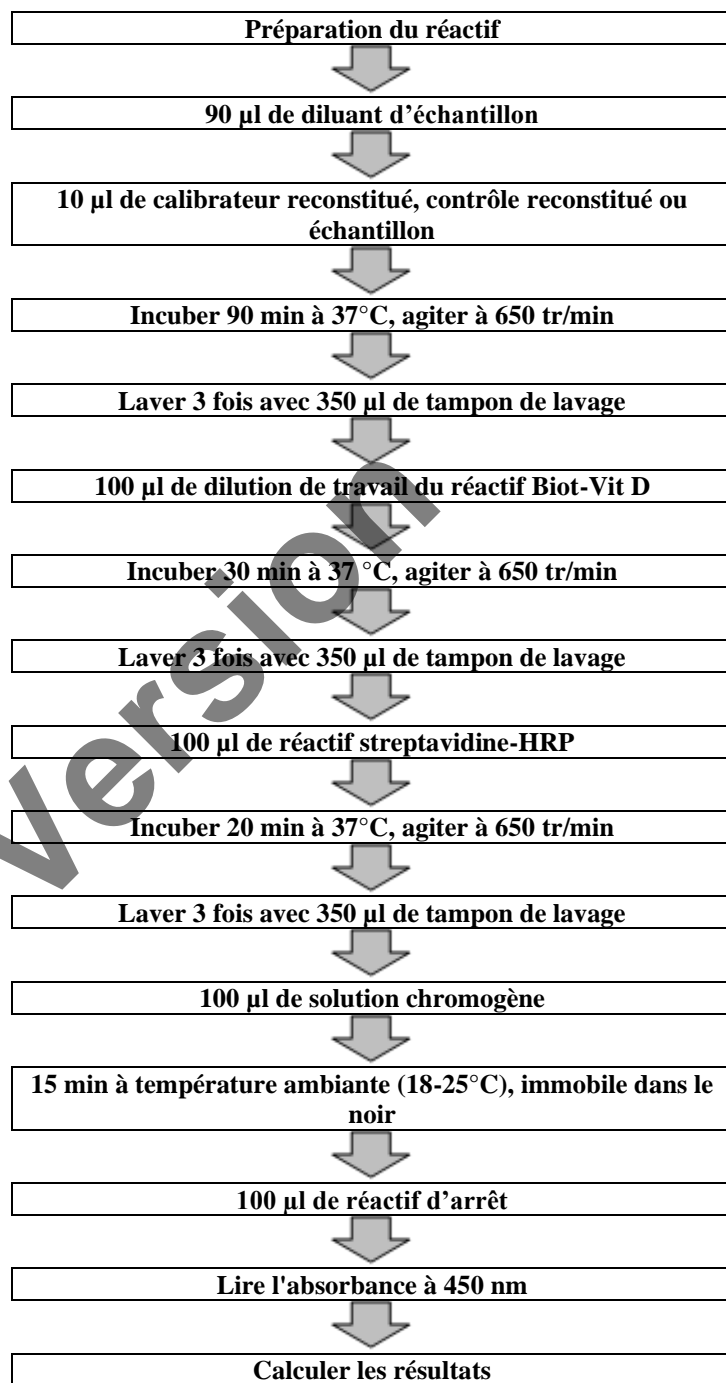 Préparation du réactif
90 µl de diluant d’échantillon
10 µl de calibrateur reconstitué, contrôle reconstitué ou
échantillon
Incuber 90 min à 37°C, agiter à 650 tr/min
Laver 3 fois avec 350 µl de tampon de lavage
100 µl de dilution de travail du réactif Biot-Vit D
Incuber 30 min à 37 °C, agiter à 650 tr/min
Laver 3 fois avec 350 µl de tampon de lavage
100 µl de réactif streptavidine-HRP
Incuber 20 min à 37°C, agiter à 650 tr/min
Laver 3 fois avec 350 µl de tampon de lavage
100 µl de solution chromogène
15 min à température ambiante (18-25°C), immobile dans le
noir
100 µl de réactif d’arrêt
Lire l'absorbance à 450 nm
Calculer les résultats
Version